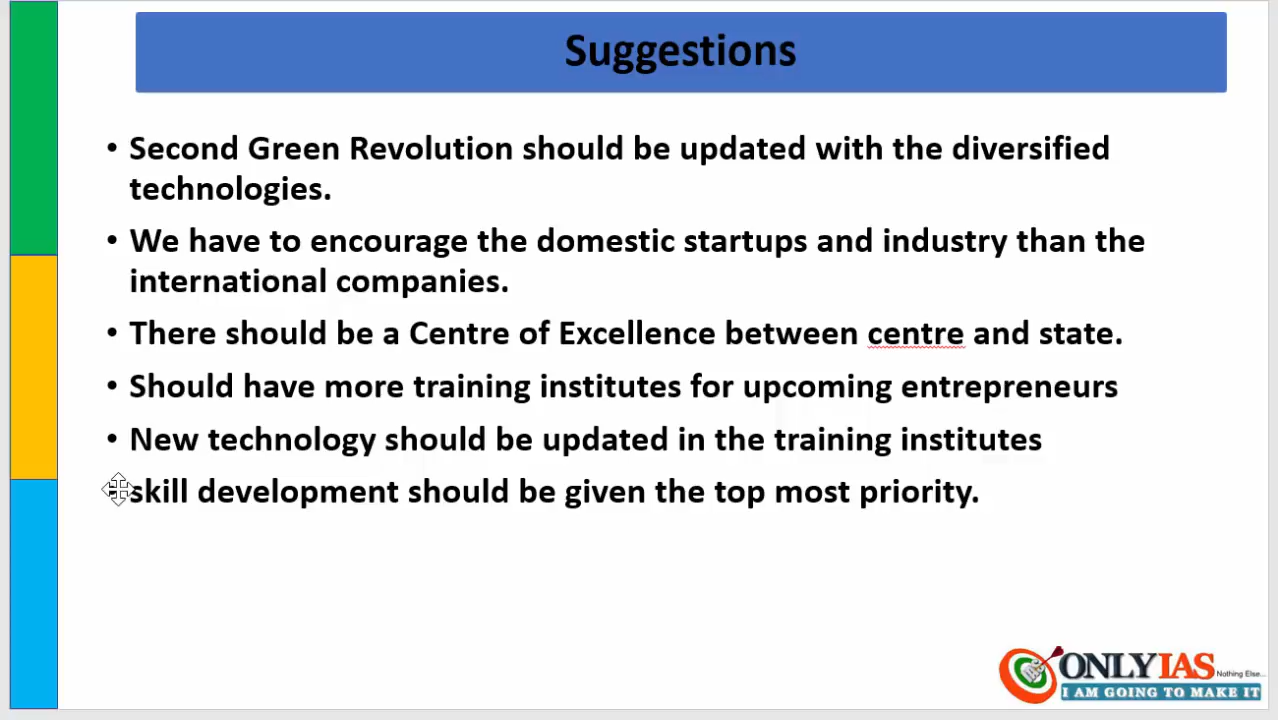 Suggestions
• Second Green Revolution should be updated with the diversified
technologies.
• We have to encourage the domestic startups and industry than the
international companies.
• There should be a Centre of Excellence between centre and state.
• Should have more training institutes for upcoming entrepreneurs
• New technology should be updated in the training institutes
skill development should be given the top most priority.
ONLYIAS
Nothing Else...
I AM GOING TO MAKE IT